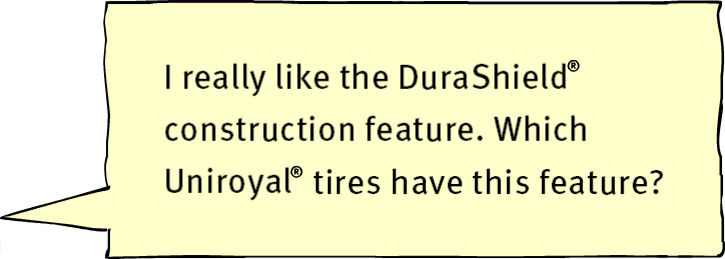 I really like the DuraShield®
construction feature. Which
Uniroyal® tires have this feature?